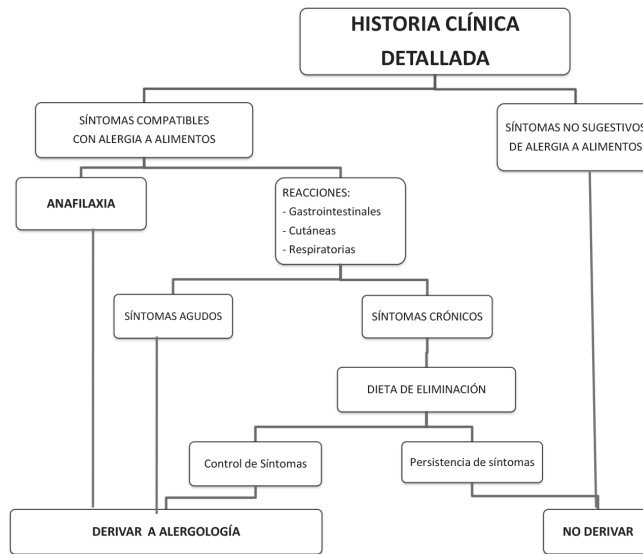 HISTORIA CLÍNICA
DETALLADA
SÍNTOMAS COMPATIBLES
CON ALERGIA A ALIMENTOS
SÍNTOMAS NO SUGESTIVOS
DE ALERGIA A ALIMENTOS
ANAFILAXIA
REACCIONES:
- Gastrointestinales
- Cutáneas
- Respiratorias
SÍNTOMAS AGUDOS
SÍNTOMAS CRÓNICOS
DIETA DE ELIMINACIÓN
Control de Síntomas
Persistencia de síntomas
DERIVAR A ALERGOLOGÍA
NO DERIVAR